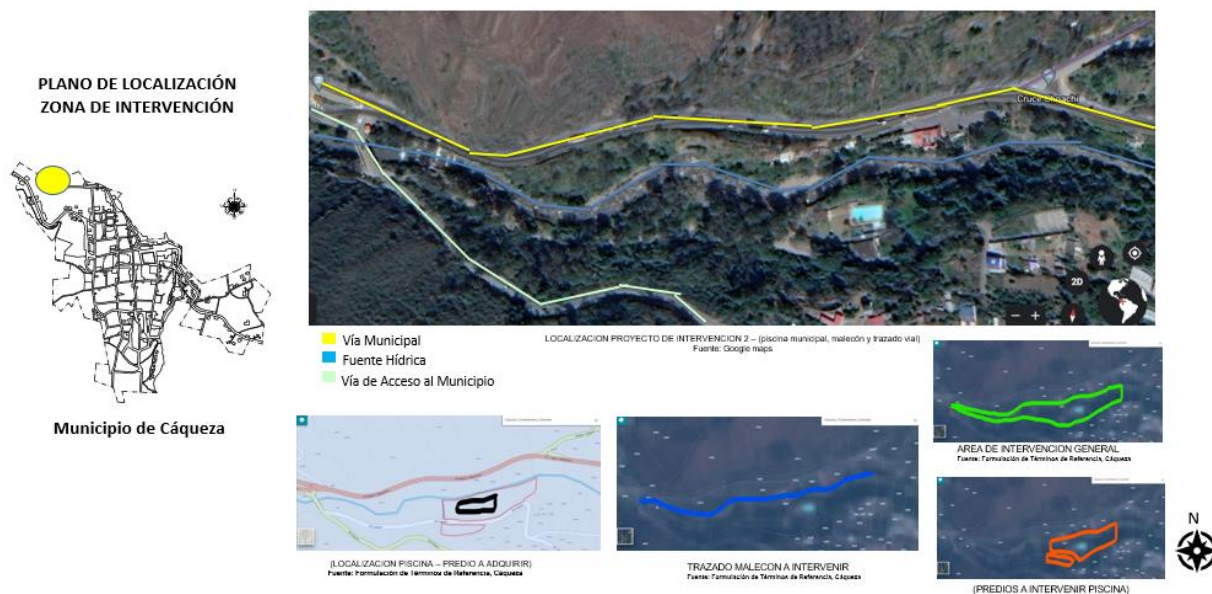 PLANO DE LOCALIZACIÓN
ZONA DE INTERVENCIÓN
Municipio de Cáqueza
Cruce Choachi
2D
Vía Municipal
Fuente Hídrica
Vía de Acceso al Municipio
LOCALIZACION PROYECTO DE INTERVENCION 2 – (piscina municipal, malecón y trazado vial)
Fuente: Google maps
(LOCALIZACION PISCINA – PREDIO A ADQUIRIR)
Fuente: Formulación de Términos de Referencia, Cáqueza
TRAZADO MALECON A INTERVENIR
Fuente: Formulación de Términos de Referencia, Cáqueza
AREA DE INTERVENCION GENERAL
Fuente: Formulación de Términos de Referencia, Cáqueza
N
(PREDIOS A INTERVENIR PISCINA)